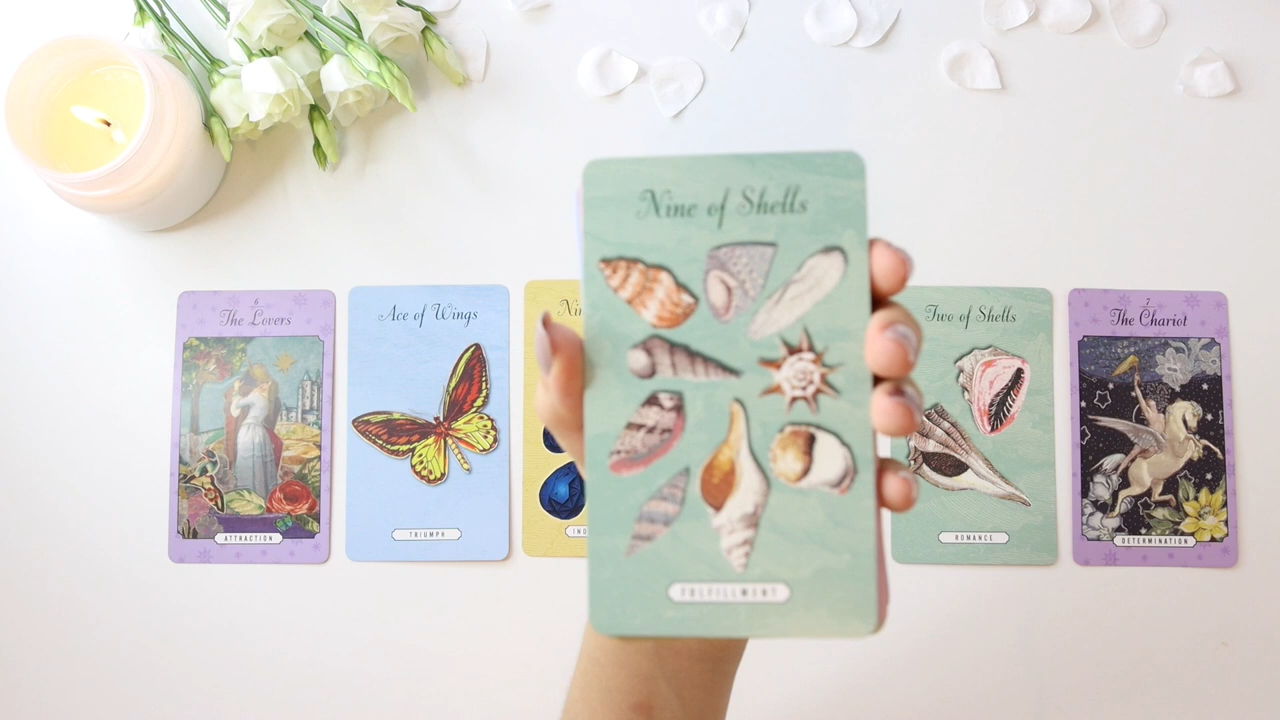 Nine of Shells
FULFILLMENT
6
The Lovers
ATTRACTION
Ace of Wings
TRIUMPH
Two of Shells
ROMANCE
7
The Chariot
DETERMINATION